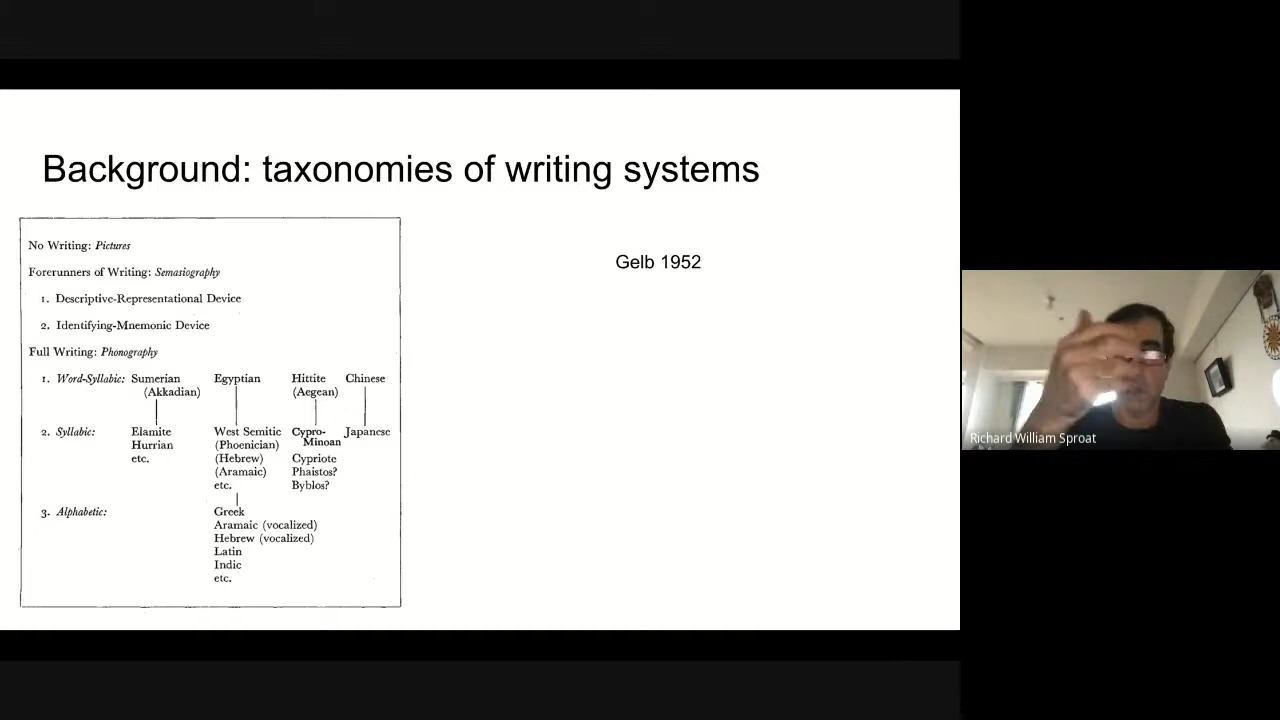 Background: taxonomies of writing systems
No Writing: Pictures
Forerunners of Writing: Semasiography
1. Descriptive-Representational Device
2. Identifying-Mnemonic Device
Full Writing: Phonography
1. Word-Syllabic: Sumerian Egyptian Hittite Chinese
(Akkadian) (Aegean)
2. Syllabic: Elamite West Semitic Cypro- Japanese
Hurrian (Phoenician) Minoan
etc. (Hebrew) Cypriote
(Aramaic) Phaistos?
etc. Byblos?
3. Alphabetic: Greek
Aramaic (vocalized)
Hebrew (vocalized)
Latin
Indic
etc.
Gelb 1952
Richard William Sproat